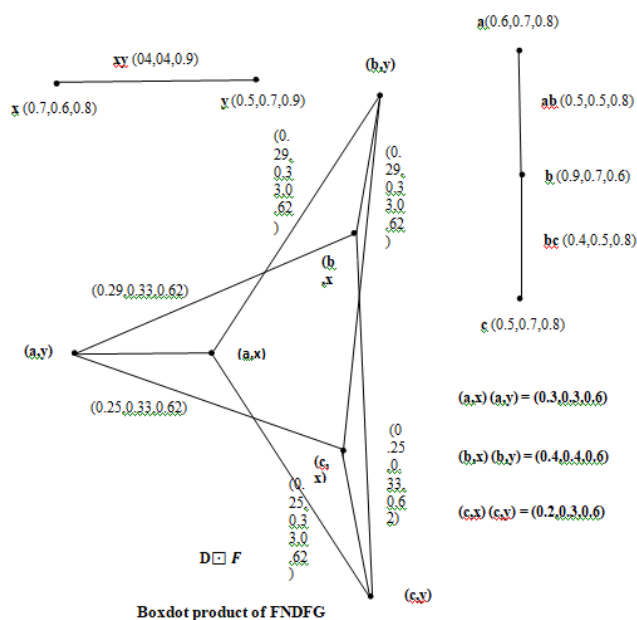 a(0.6,0.7,0.8)
xy (04,04,0.9)
(b,y)
x (0.7,0.6,0.8)
y (0.5,0.7,0.9)
ab (0.5,0.5,0.8)
(0.
29,
0.3
3.0
.62
)
(0.
29,
0.3
3.0
.62
)
b (0.9,0.7,0.6)
(b
,x
bc (0.4,0.5,0.8)
(0.29,0.33,0.62)
c (0.5,0.7,0.8)
(a,y)
(a,x)
(0.25,0.33,0.62)
(a,x) (a,y) = (0.3,0.3,0.6)
(c,
x)
(0
.25
,0.
33,
0.6
2)
(b,x) (b,y) = (0.4,0.4,0.6)
(0.
25,
0.3
3.0
.62
)
(c,x) (c,y) = (0.2,0.3,0.6)
D⊡ F
(c,y)
Boxdot product of FNDFG